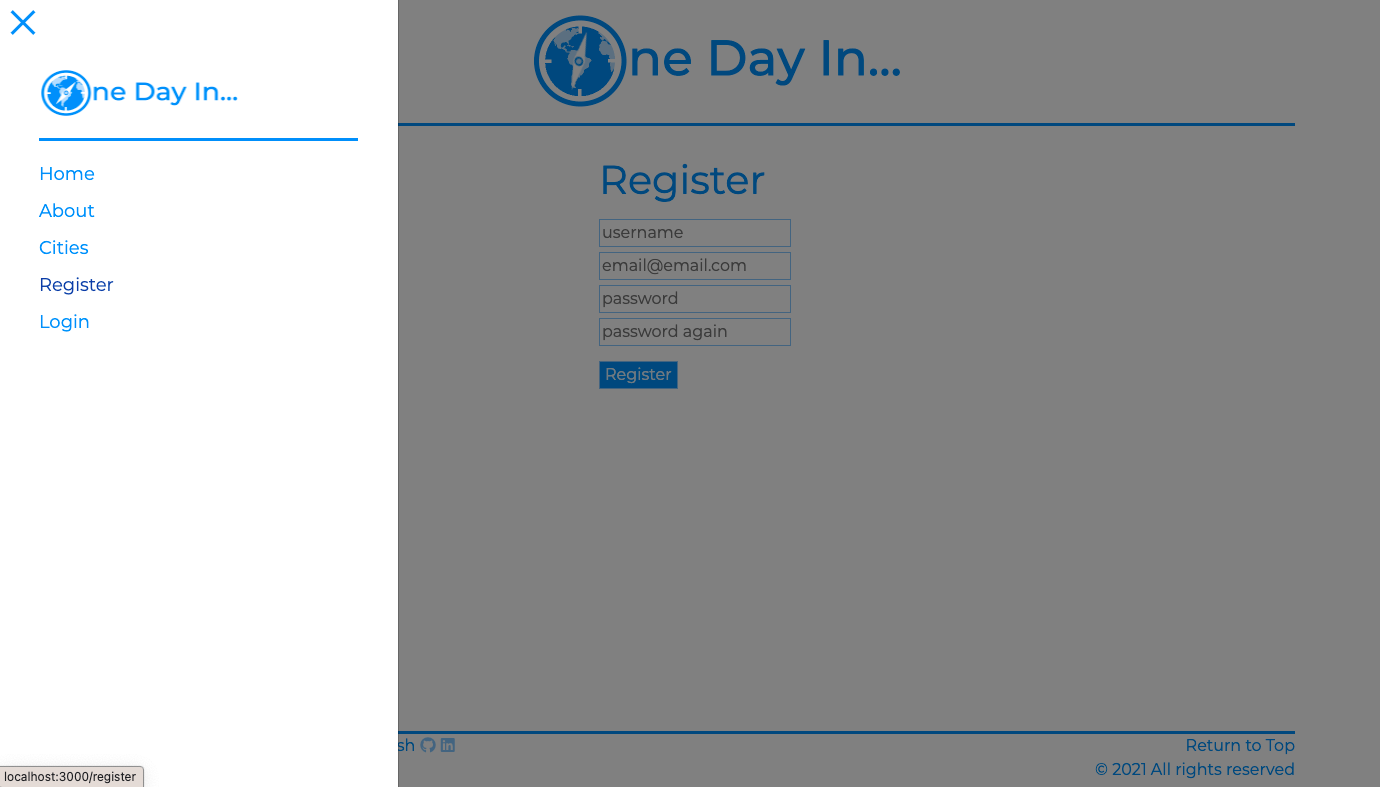 ne Day In...
Home
About
Cities
Register
Login
ne Day In...
Register
username
email@email.com
password
password again
Register
sh
Return to Top
© 2021 All rights reserved
localhost:3000/register